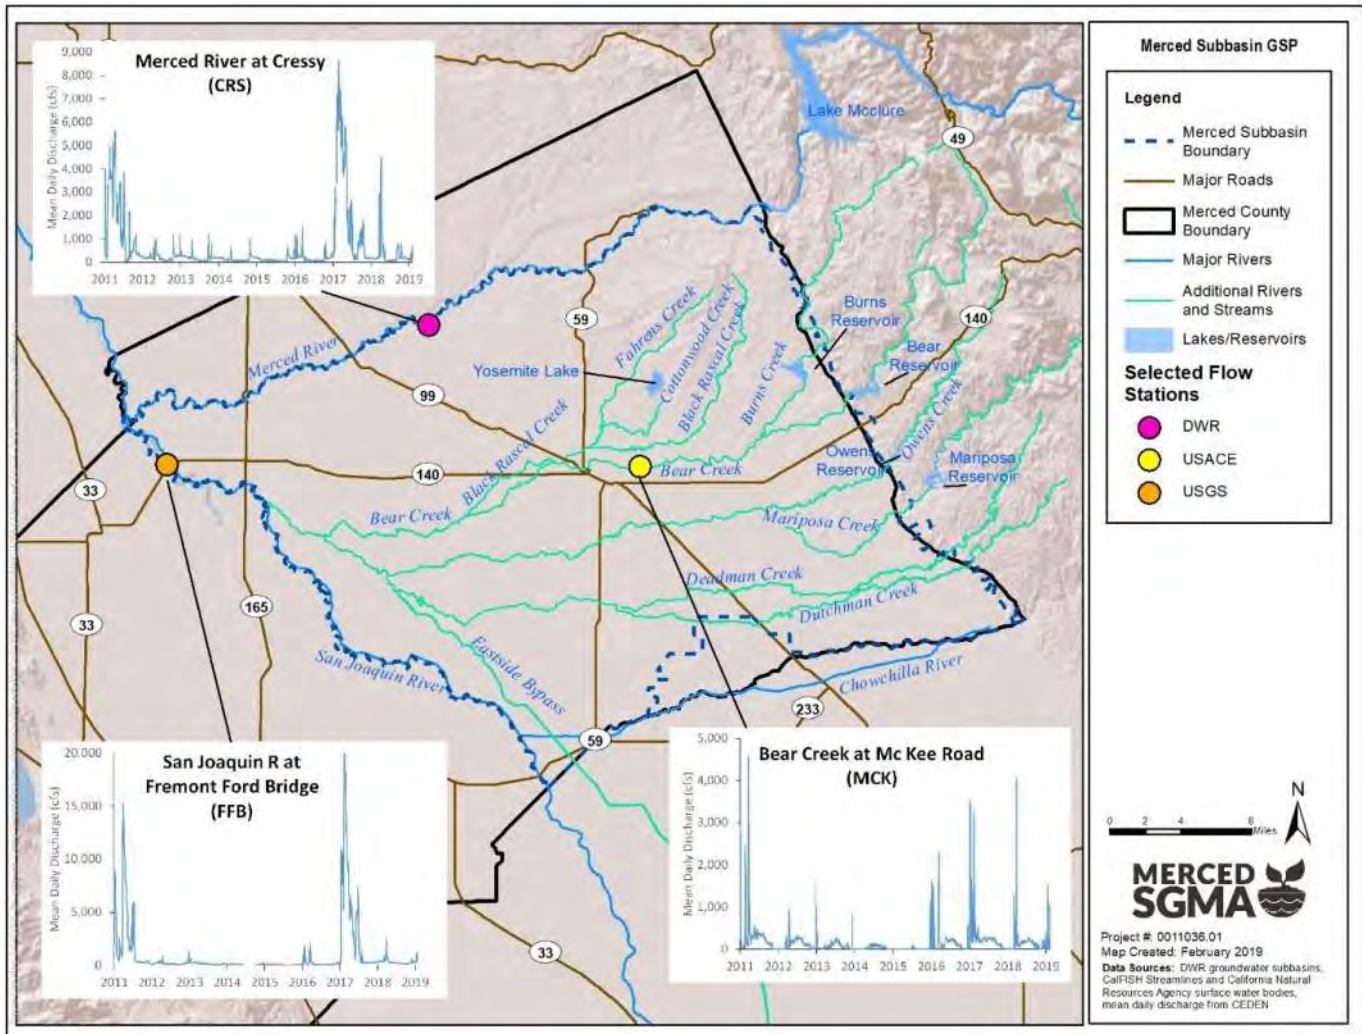 Merced River at Cressy
(CRS)
Mean Daily Discharge (cfs)
9,000
8,000
7,000
6,000
5,000
4,000
3,000
2,000
1,000
0
2011 2012 2013 2014 2015 2016 2017 2018 2019
Lake Mcclure
49
59
140
Fahrens Creek
Cottonwood Creek
Black Rascal Creek
Burns Creek
Burns
Reservoir
Bear
Reservoir
Yosemite Lake
Merced River
99
Black Rascal Creek
Owens Creek
Owens
Reservoir
Mariposa
Reservoir
Bear Creek
140
33
Bear Creek
Mariposa Creek
Deadman Creek
Dutchman Creek
165
33
Eastside Bypass
San Joaquin River
Chowchilla River
233
59
33
San Joaquin R at
Fremont Ford Bridge
(FFB)
Mean Daily Discharge (cfs)
20,000
15,000
10,000
5,000
0
2011 2012 2013 2014 2015 2016 2017 2018 2019
Bear Creek at Mc Kee Road
(MCK)
Mean Daily Discharge (cfs)
5,000
4,000
3,000
2,000
1,000
0
2011 2012 2013 2014 2015 2016 2017 2018 2019
Merced Subbasin GSP
Legend
Merced Subbasin
Boundary
Major Roads
Merced County
Boundary
Major Rivers
Additional Rivers
and Streams
Lakes/Reservoirs
Selected Flow
Stations
DWR
USACE
USGS
N
0 2 4 8 Miles
MERCED
SGMA
Project #: 0011036.01
Map Created: February 2019
Data Sources: DWR groundwater subbasins,
CalFISH Streamlines and California Natural
Resources Agency surface water bodies,
mean daily discharge from CEDEN